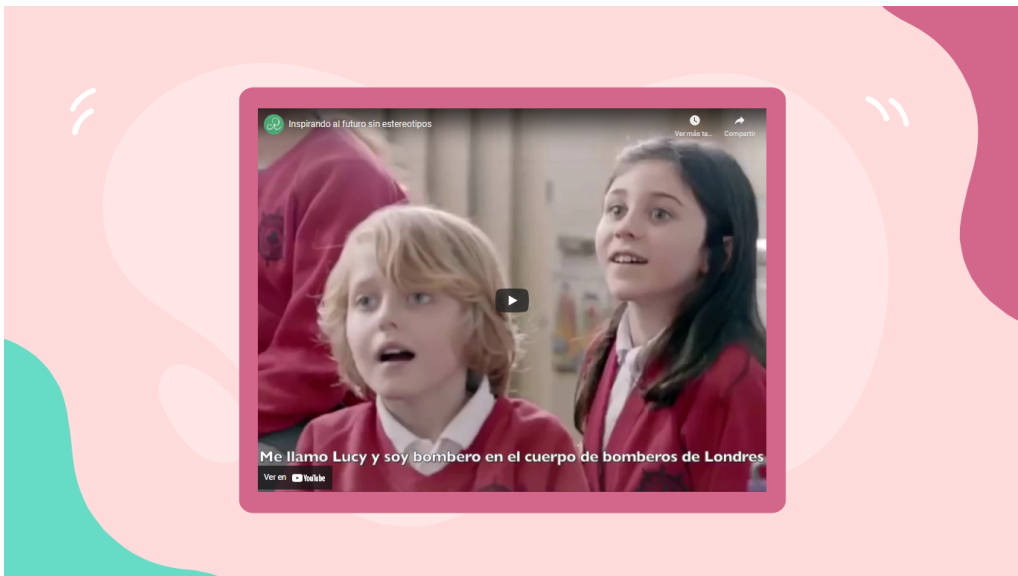 Inspirando al futuro sin estereotipos
Ver más ta...
Compartir
Me llamo Lucy y soy bombero en el cuerpo de bomberos de Londres
Ver en YouTube